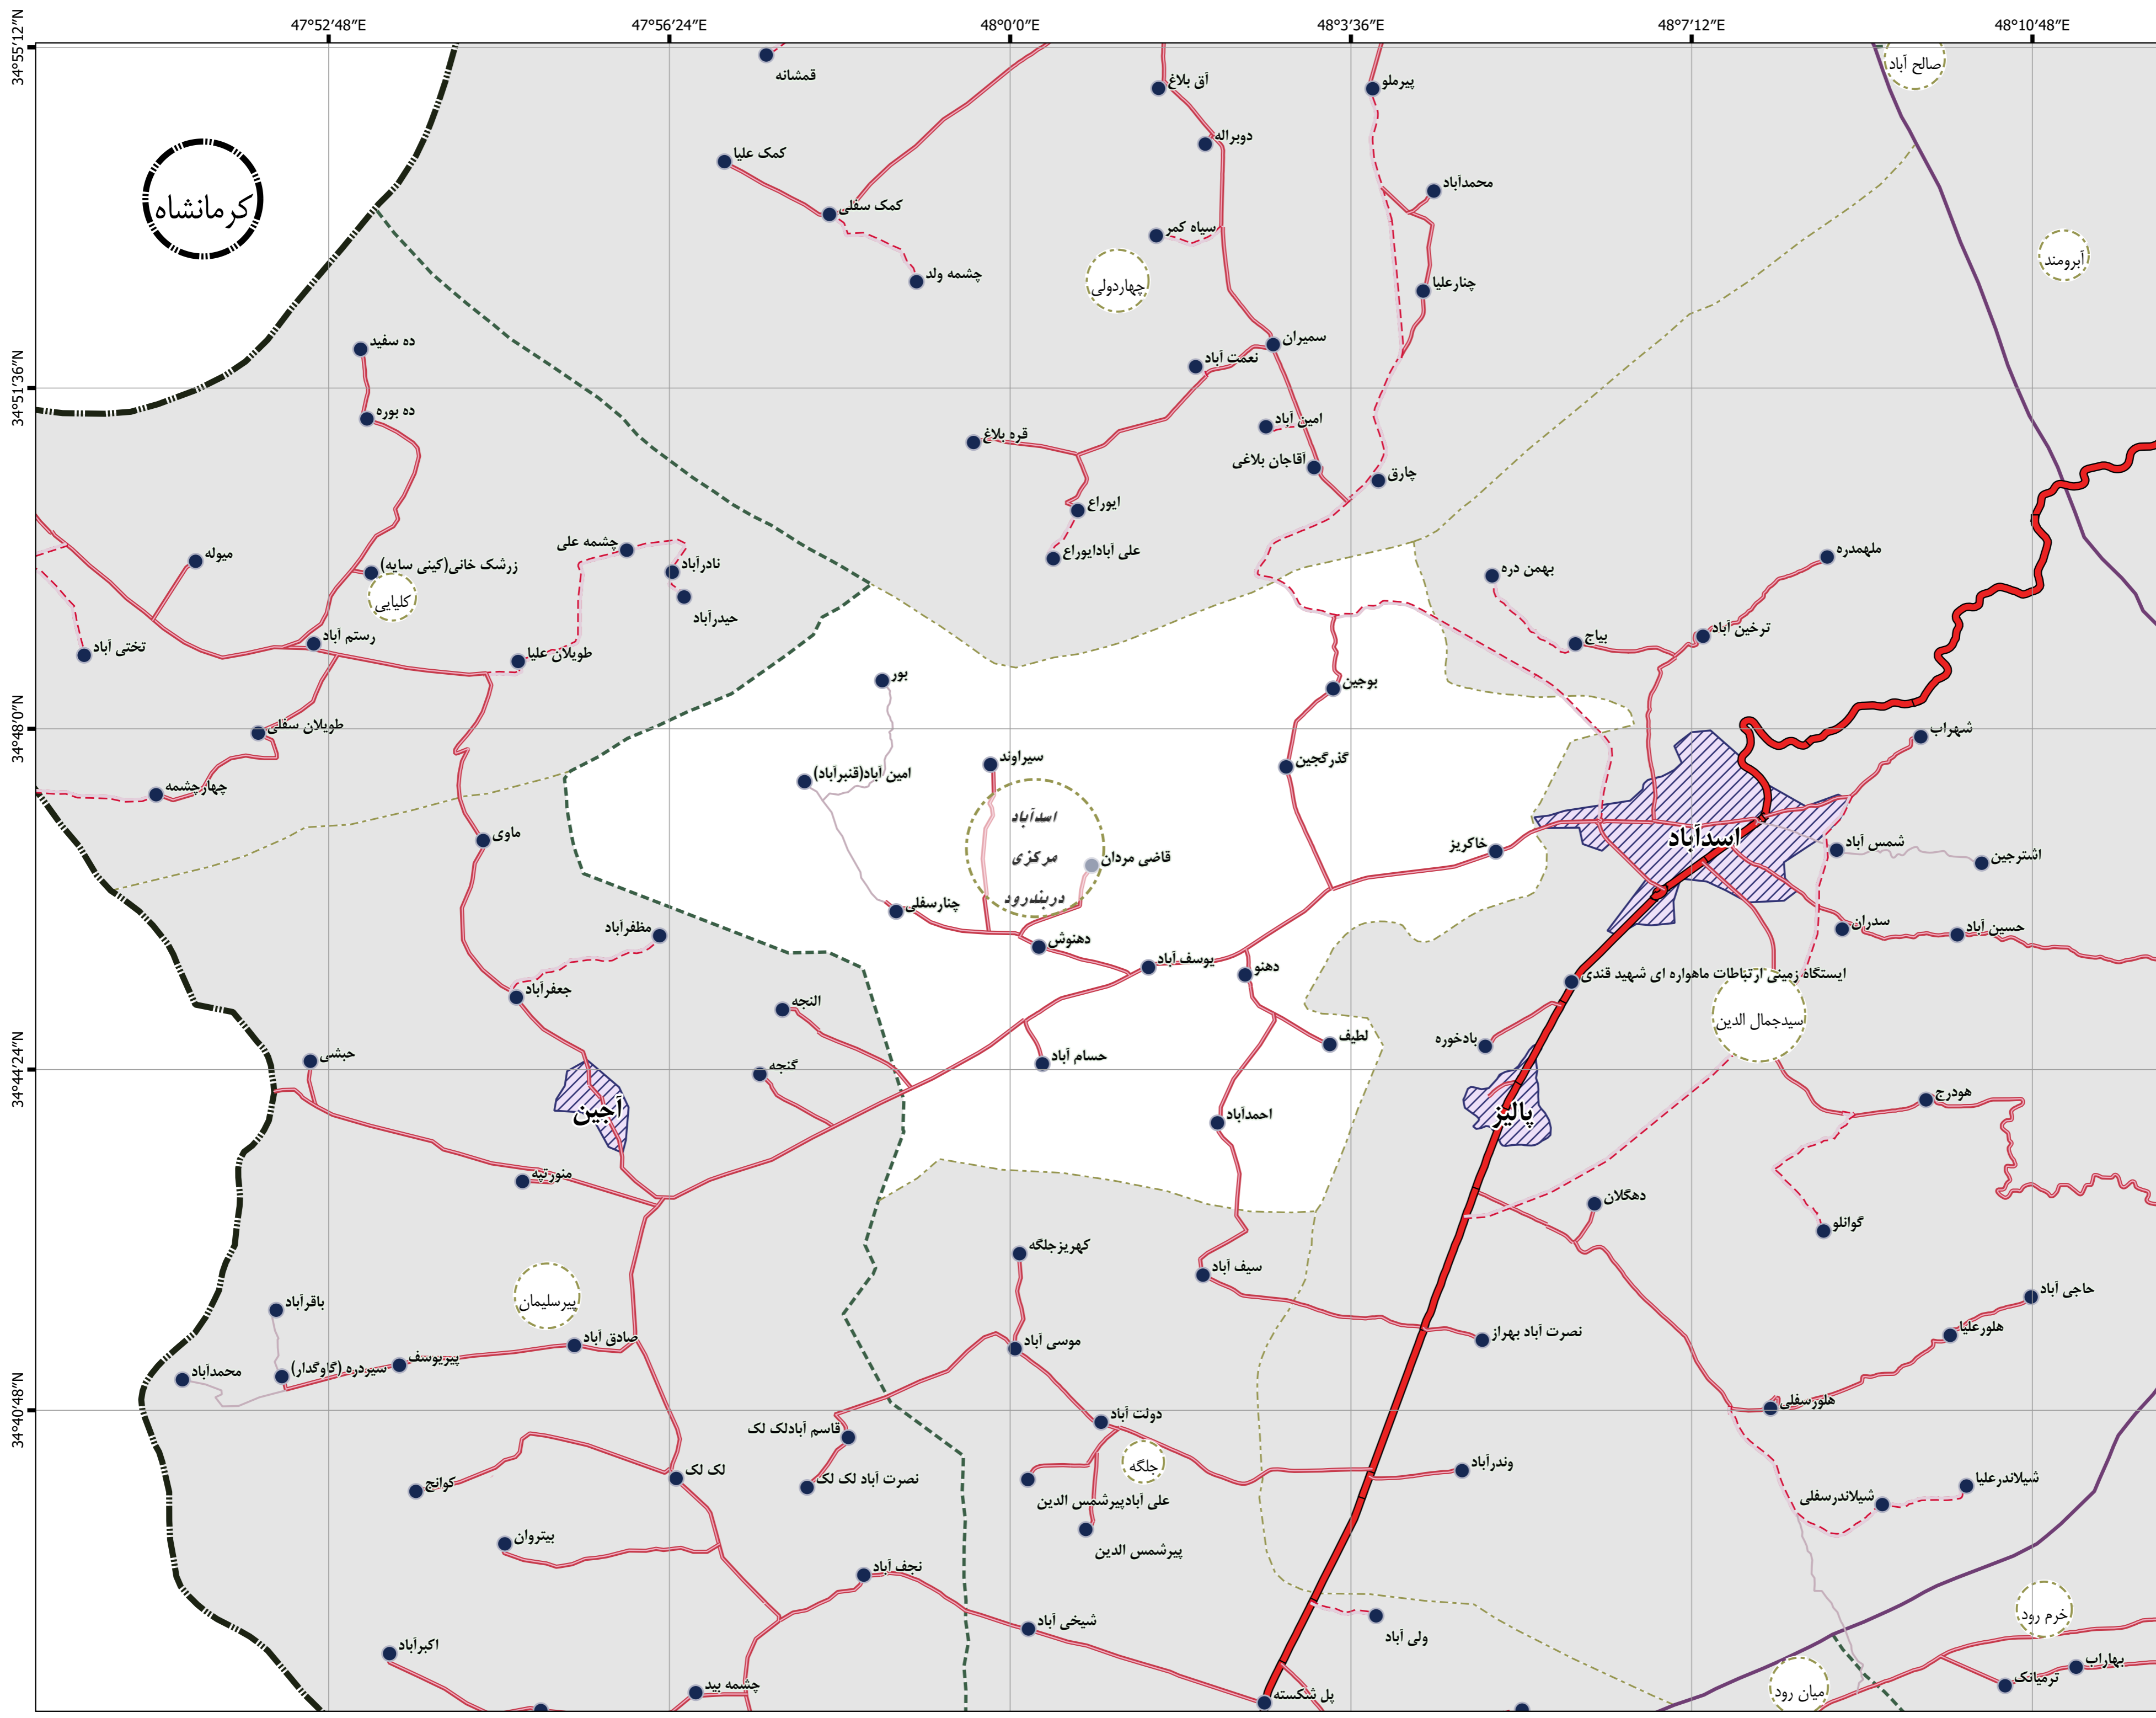 47°52′48″E
47°56′24″E
48°0′0″E
48°3′36″E
48°7′12″E
48°10′48″E
34°55′12″N
34°51′36″N
34°48′0″N
34°44′24″N
34°40′48″N
قمشانه
آق بلاغ
پیرملو
صالح آباد
دوبراله
کمک علیا
محمدآباد
کرمانشاه
کمک سفلی
سیاه کمر
آبرومند
چشمه ولد
چهاردولی
چنارعلیا
ده سفید
سمیران
نعمت آباد
ده بوره
امین آباد
قره بلاغ
آقاجان بلاغی
چارق
ایوراغ
علی آبادایوراغ
میوله
زرشک خانی(کینی سایه)
چشمه علی
نادرآباد
حیدرآباد
کلیایی
بهمن دره
ملهمدره
تختی آباد
رستم آباد
طویلان علیا
بیاج
ترخین آباد
بور
بوجین
طویلان سفلی
شهراب
چهارچشمه
امین آباد(قنبرآباد)
سیراوند
گذرگجین
اسدآباد
مرکزی
دربندرود
ماوی
قاضی مردان
خاکریز
اسدآباد
شمس آباد
اشترجین
چنارسفلی
مظفرآباد
دهنوش
سدران
حسین آباد
یوسف آباد
دهنو
ایستگاه زمینی ارتباطات ماهواره ای شهید قندی
جعفرآباد
النجه
سیدجمال الدین
لطیف
بادخوره
حبشی
گنجه
حسام آباد
آجین
احمدآباد
پالیز
هودرج
منورتپه
دهگلان
گوانلو
کهریزجلگه
سیف آباد
پیرسلیمان
باقرآباد
حاجی آباد
صادق آباد
موسی آباد
نصرت آباد بهراز
هلورعلیا
محمدآباد
سیردره (گاوگدار)
پیریوسف
هلورسفلی
دولت آباد
قاسم آبادلک لک
جلگه
لک لک
نصرت آباد لک لک
وندرآباد
کوانج
علی آبادپیرشمس الدین
شیلاندرعلیا
شیلاندرسفلی
پیرشمس الدین
بیتروان
نجف آباد
شیخی آباد
ولی آباد
خرم رود
اکبرآباد
بهاراب
ترمیانک
چشمه بید
پل شکسته
میان رود